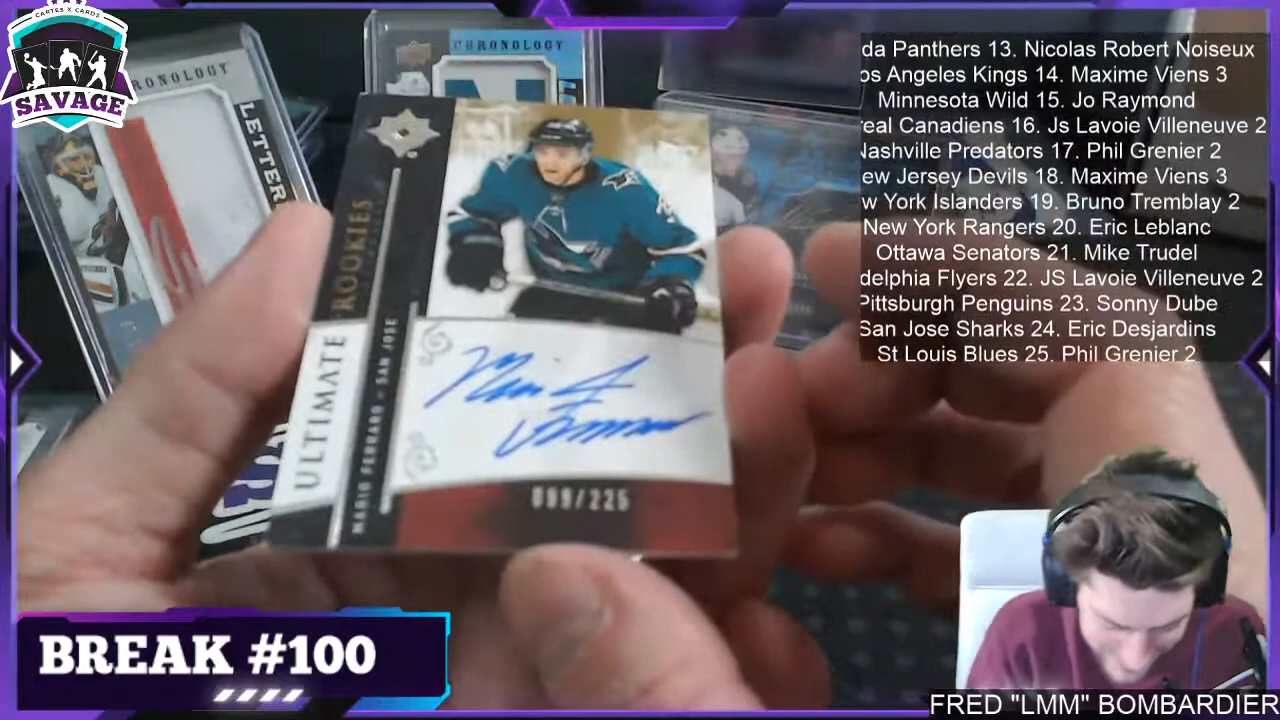 CARTES X CARDS
SAVAGE
CHRONOLOGY
LETTER
CHRONOLOGY
ULTIMATE ROOKIES
MARIO FERRARO - SAN JOSE
099/225
da Panthers 13. Nicolas Robert Noiseux
os Angeles Kings 14. Maxime Viens 3
Minnesota Wild 15. Jo Raymond
real Canadiens 16. Js Lavoie Villeneuve 2
Nashville Predators 17. Phil Grenier 2
ew Jersey Devils 18. Maxime Viens 3
w York Islanders 19. Bruno Tremblay 2
New York Rangers 20. Eric Leblanc
Ottawa Senators 21. Mike Trudel
delphia Flyers 22. JS Lavoie Villeneuve 2
Pittsburgh Penguins 23. Sonny Dube
San Jose Sharks 24. Eric Desjardins
St Louis Blues 25. Phil Grenier 2
BREAK #100
FRED "LMM" BOMBARDIER